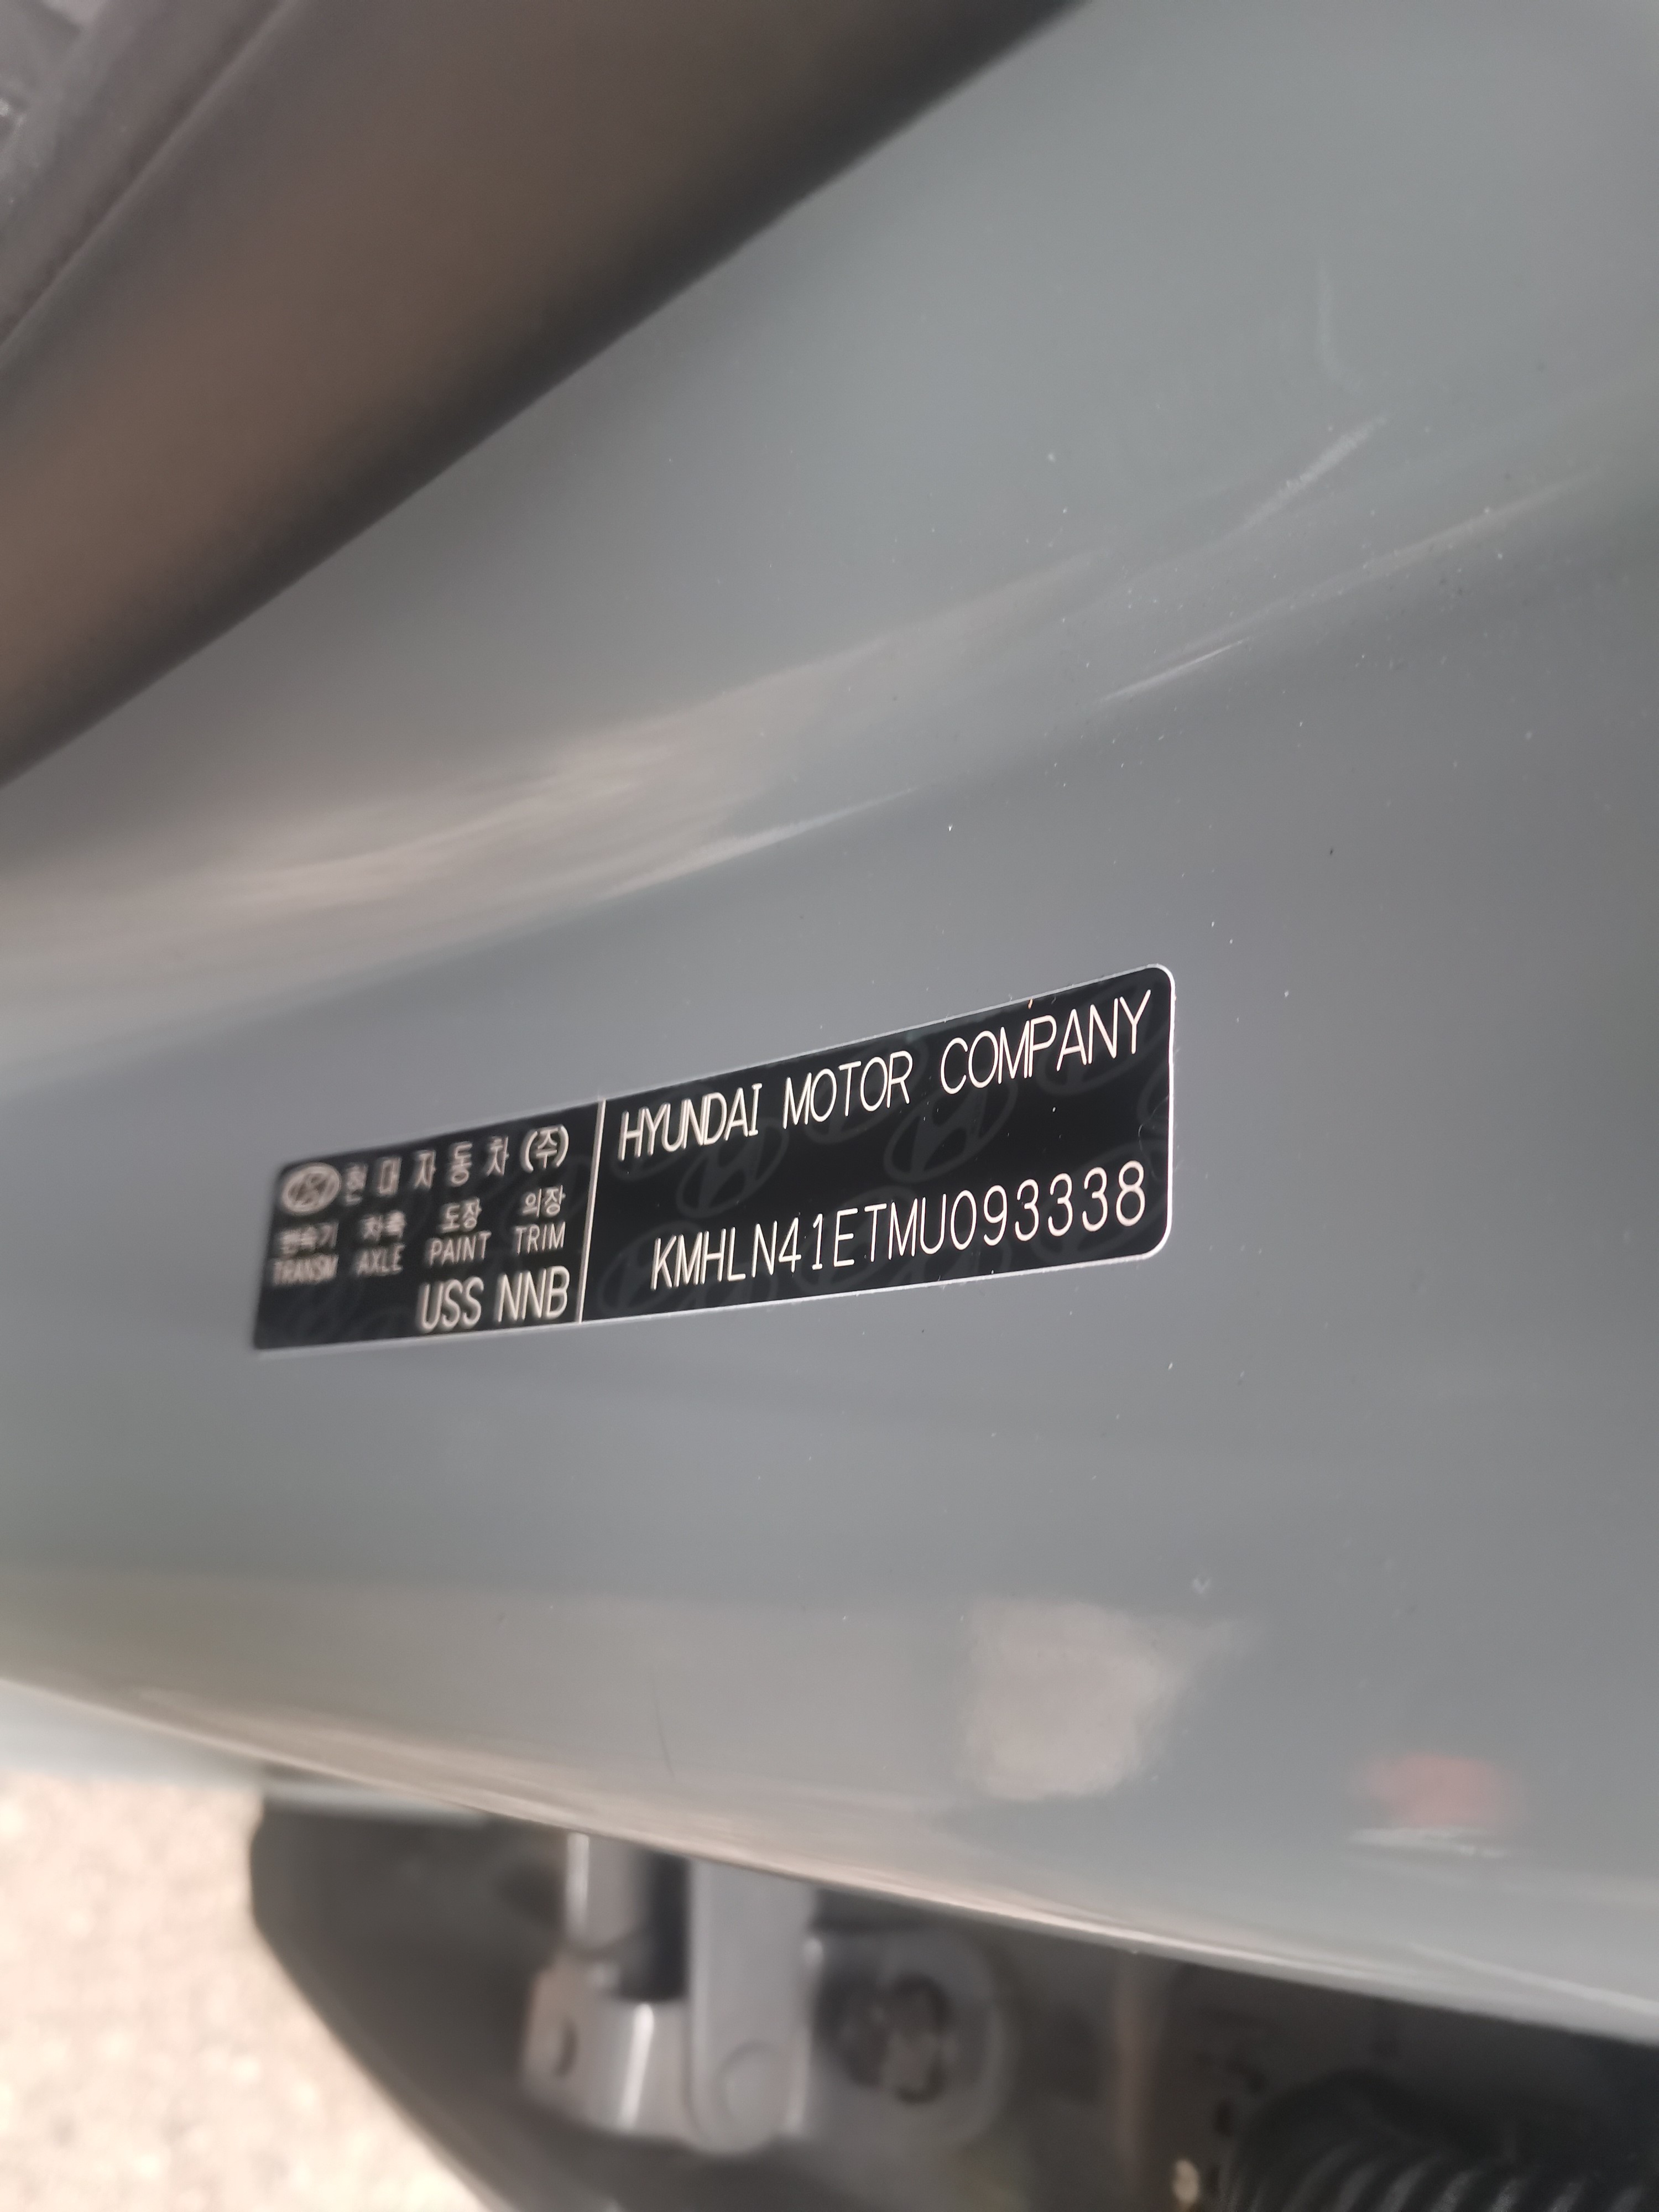 현대자동차(주)
변속기 차축 도장 의장
TRANSM AXLE PAINT TRIM
USS NNB
HYUNDAI MOTOR COMPANY
KMHLN41ETMU093338